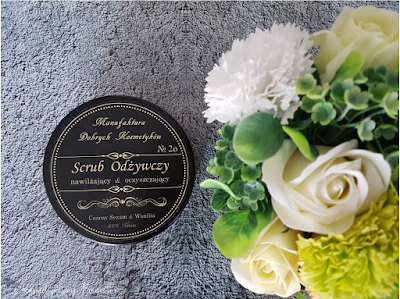 Manufaktura
Dobrych Kosmetyków
№ 20
Scrub Odżywczy
nawilżający & oczyszczający
Czarny Sezam & Wanilia